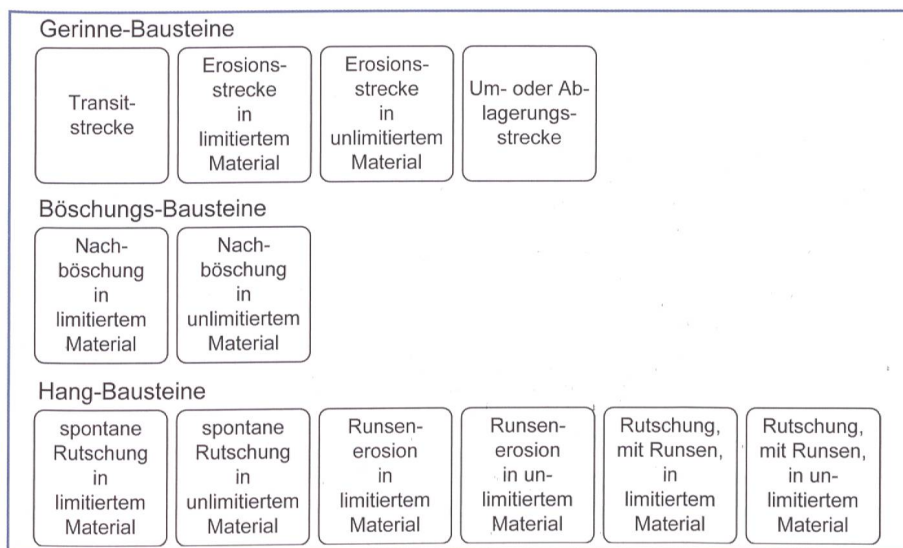 Gerinne-Bausteine
Transit-
strecke
Erosions-
strecke
in
limitiertem
Material
Erosions-
strecke
in
unlimitiertem
Material
Um- oder Ab-
lagerungs-
strecke
Böschungs-Bausteine
Nach-
böschung
in
limitiertem
Material
Nach-
böschung
in
unlimitiertem
Material
Hang-Bausteine
spontane
Rutschung
in
limitiertem
Material
spontane
Rutschung
in
unlimitiertem
Material
Runsen-
erosion
in
limitiertem
Material
Runsen-
erosion
in un-
limitiertem
Material
Rutschung,
mit Runsen,
in
limitiertem
Material
Rutschung,
mit Runsen,
in un-
limitiertem
Material